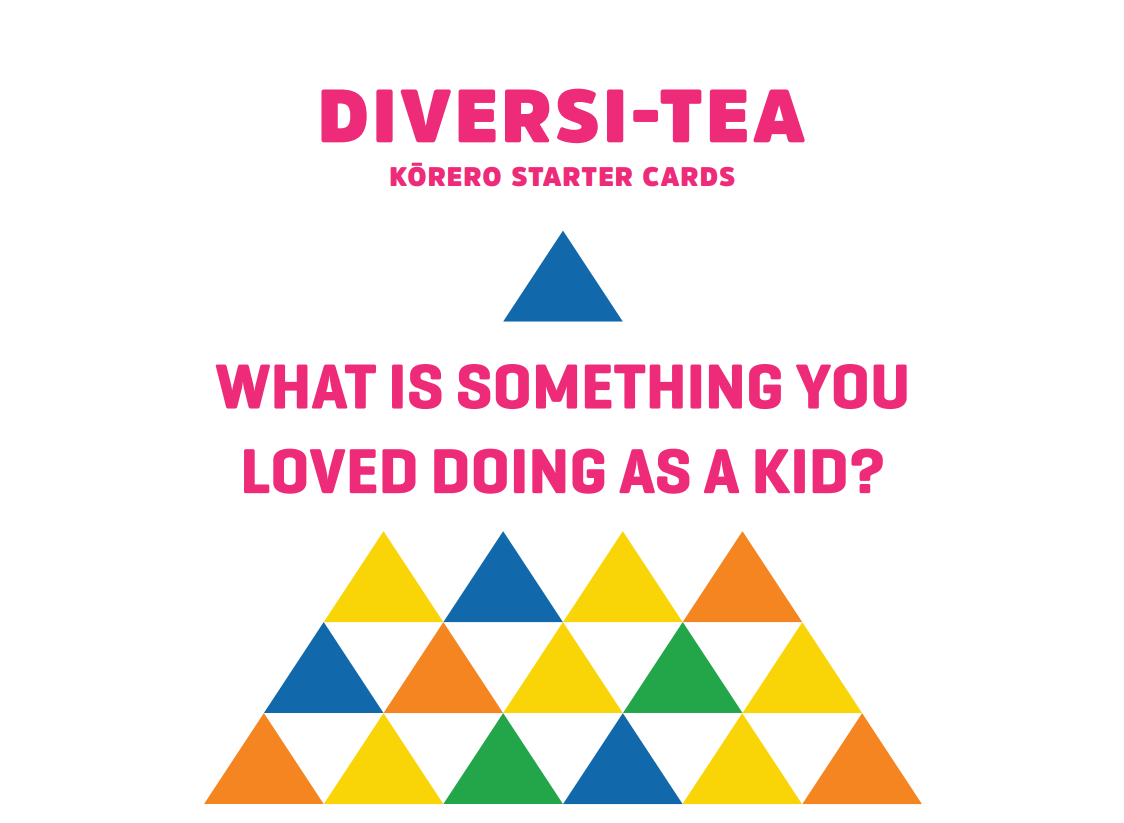 DIVERSI-TEA
KŌRERO STARTER CARDS
WHAT IS SOMETHING YOU
LOVED DOING AS A KID?